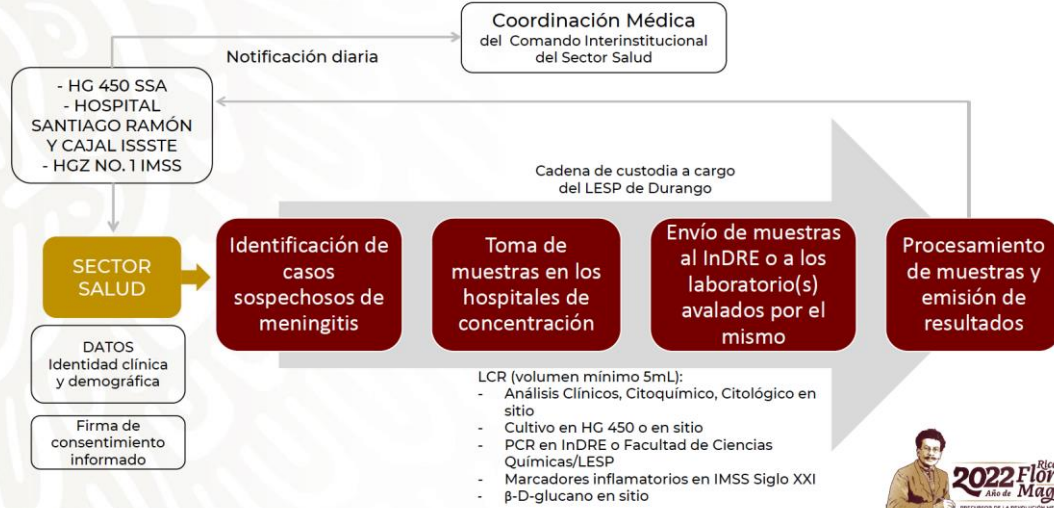 Coordinación Médica
del Comando Interinstitucional
del Sector Salud
Notificación diaria
- HG 450 SSA
- HOSPITAL
SANTIAGO RAMÓN
Y CAJAL ISSSTE
- HGZ NO. 1 IMSS
Cadena de custodia a cargo
del LESP de Durango
SECTOR
SALUD
Identificación de
casos
sospechosos de
meningitis
Toma de
muestras en los
hospitales de
concentración
Envío de muestras
al InDRE o a los
laboratorio(s)
avalados por el
mismo
Procesamiento
de muestras y
emisión de
resultados
DATOS
Identidad clínica
y demográfica
Firma de
consentimiento
informado
LCR (volumen mínimo 5mL):
- Análisis Clínicos, Citoquímico, Citológico en
sitio
- Cultivo en HG 450 o en sitio
- PCR en InDRE o Facultad de Ciencias
Químicas/LESP
- Marcadores inflamatorios en IMSS Siglo XXI
- β-D-glucano en sitio
2022
Año de